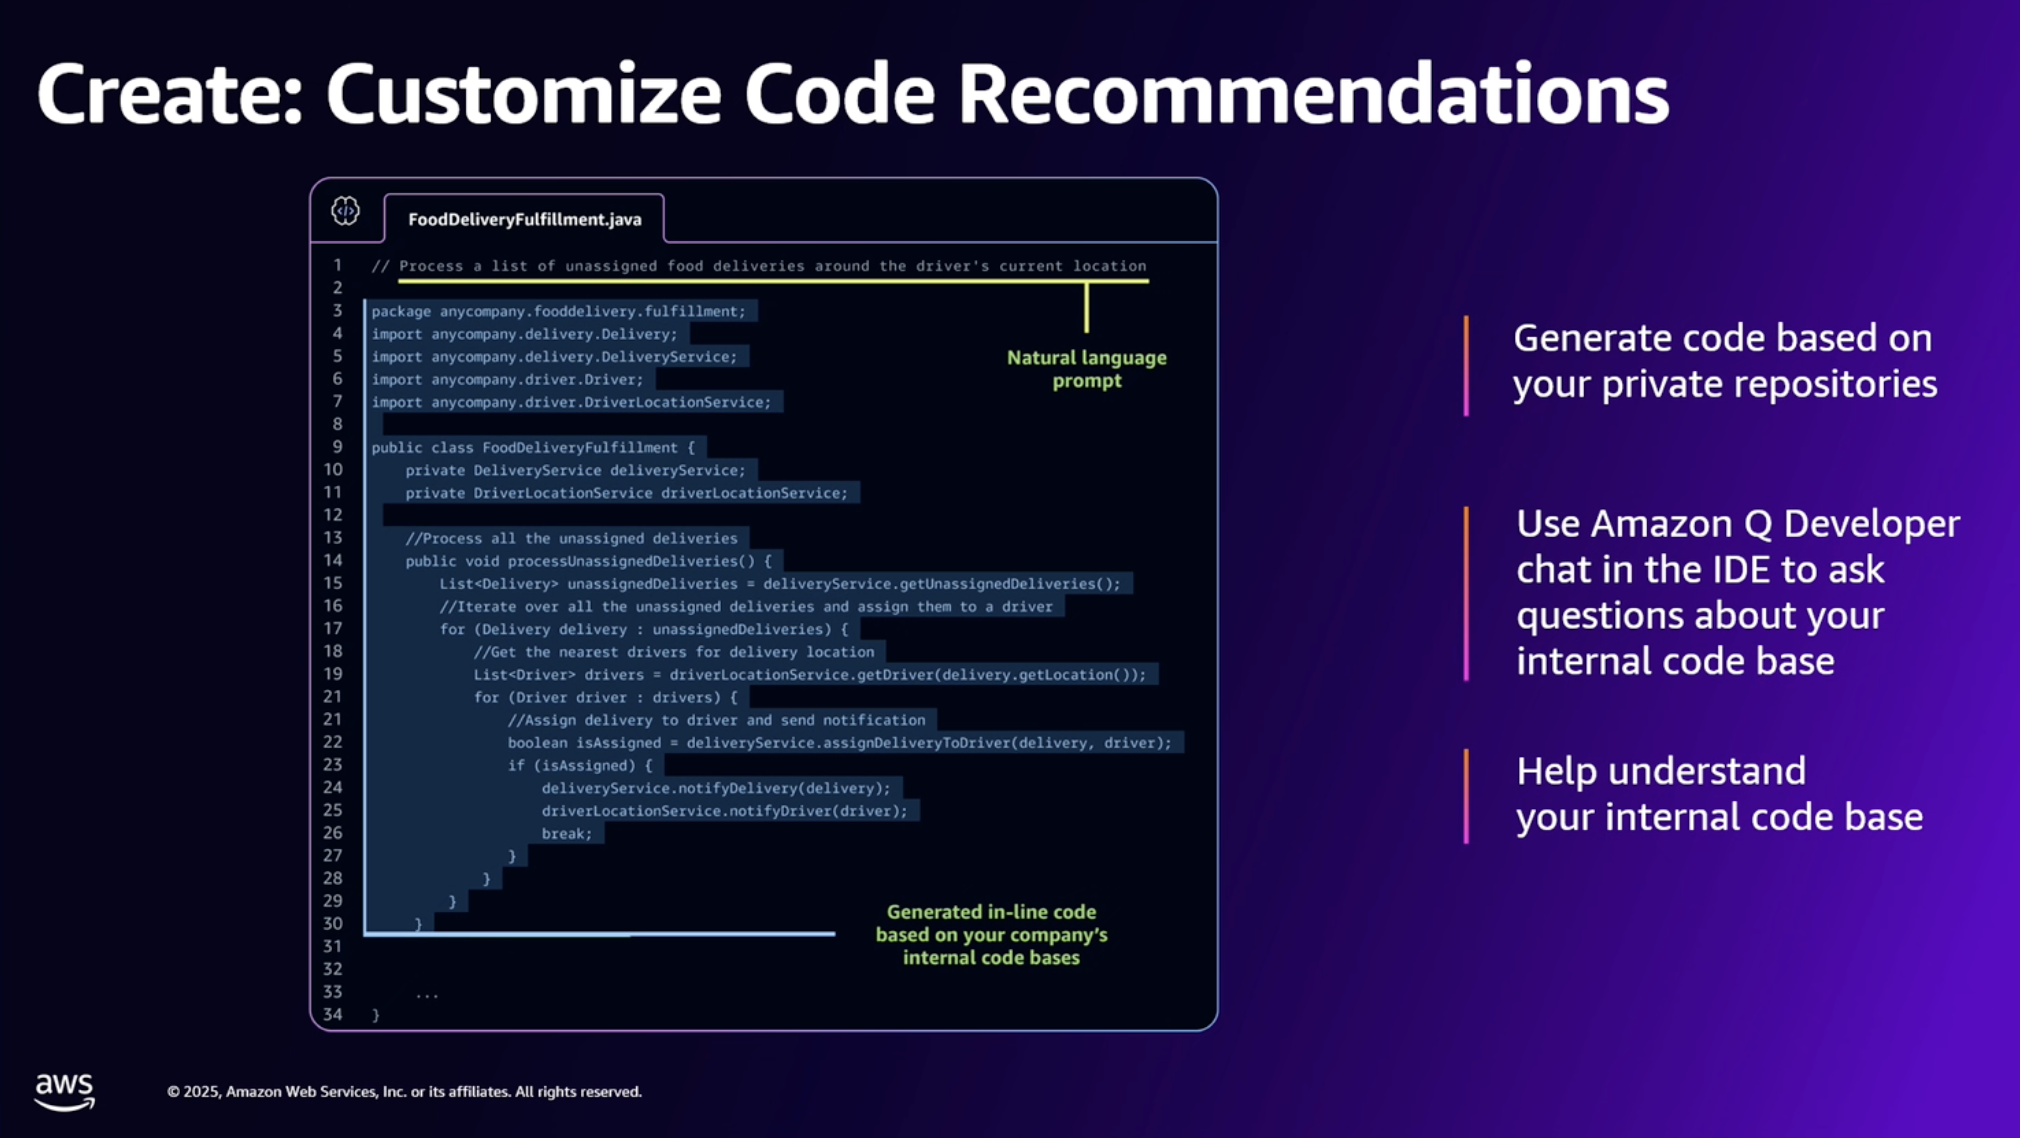 Create: Customize Code Recommendations
FoodDeliveryFulfillment.java
1 // Process a list of unassigned food deliveries around the driver's current location
2
3 package anycompany.fooddelivery.fulfillment;
4 import anycompany.delivery.Delivery;
5 import anycompany.delivery.DeliveryService;
6 import anycompany.driver.Driver;
7 import anycompany.driver.DriverLocationService;
8
9 public class FoodDeliveryFulfillment {
10 private DeliveryService deliveryService;
11 private DriverLocationService driverLocationService;
12
13 //Process all the unassigned deliveries
14 public void processUnassignedDeliveries() {
15 List<Delivery> unassignedDeliveries = deliveryService.getUnassignedDeliveries();
16 //Iterate over all the unassigned deliveries and assign them to a driver
17 for (Delivery delivery : unassignedDeliveries) {
18 //Get the nearest drivers for delivery location
19 List<Driver> drivers = driverLocationService.getDriver(delivery.getLocation());
21 for (Driver driver : drivers) {
21 //Assign delivery to driver and send notification
22 boolean isAssigned = deliveryService.assignDeliveryToDriver(delivery, driver);
23 if (isAssigned) {
24 deliveryService.notifyDelivery(delivery);
25 driverLocationService.notifyDriver(driver);
26 break;
27 }
28 }
29 }
30 }
31
32
33 ...
34 }
Natural language
prompt
Generated in-line code
based on your company's
internal code bases
Generate code based on
your private repositories
Use Amazon Q Developer
chat in the IDE to ask
questions about your
internal code base
Help understand
your internal code base
aws
© 2025, Amazon Web Services, Inc. or its affiliates. All rights reserved.